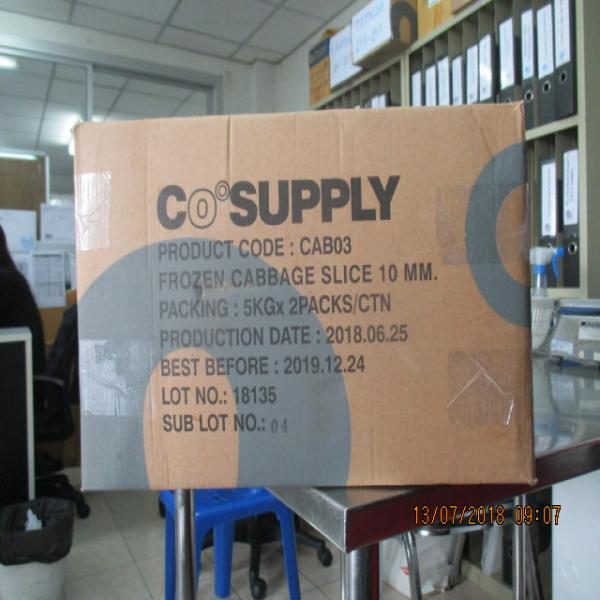 Co°SUPPLY
PRODUCT CODE : CAB03
FROZEN CABBAGE SLICE 10 MM.
PACKING : 5KGx 2PACKS/CTN
PRODUCTION DATE : 2018.06.25
BEST BEFORE : 2019.12.24
LOT NO.: 18135
SUB LOT NO.: 04
13/07/2018 09:07